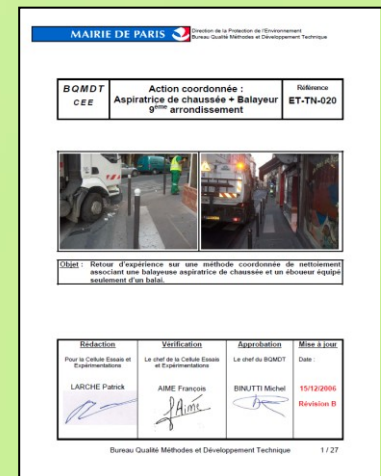 MAIRIE DE PARIS
Direction de la Protection de l'Environnement
Bureau Qualité Méthodes et Développement Technique
BQMDT
CEE
Action coordonnée :
Aspiratrice de chaussée + Balayeur
9ème arrondissement
Référence
ET-TN-020
Objet : Retour d'expérience sur une méthode coordonnée de nettoiement
associant une balayeuse aspiratrice de chaussée et un éboueur équipé
seulement d'un balai.
Rédaction
Vérification
Approbation
Mise à jour
Pour la Cellule Essais et
Expérimentations
Le chef de la Cellule Essais
et Expérimentations
Le chef du BQMDT
Date :
LARCHE Patrick
AIME François
BINUTTI Michel
15/12/2006
Révision B
JAimé
Bureau Qualité Méthodes et Développement Technique
1 / 27